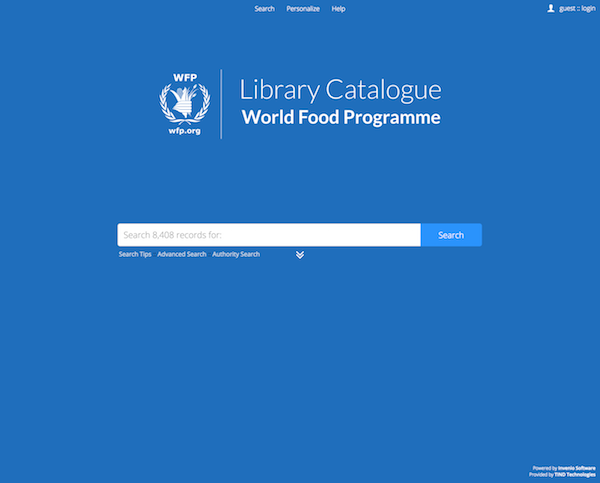 Search Personalize Help
guest :: login
WFP
wfp.org
Library Catalogue
World Food Programme
Search 8,408 records for:
Search
Search Tips Advanced Search Authority Search
Powered by Invenio Software
Provided by TIND Technologies